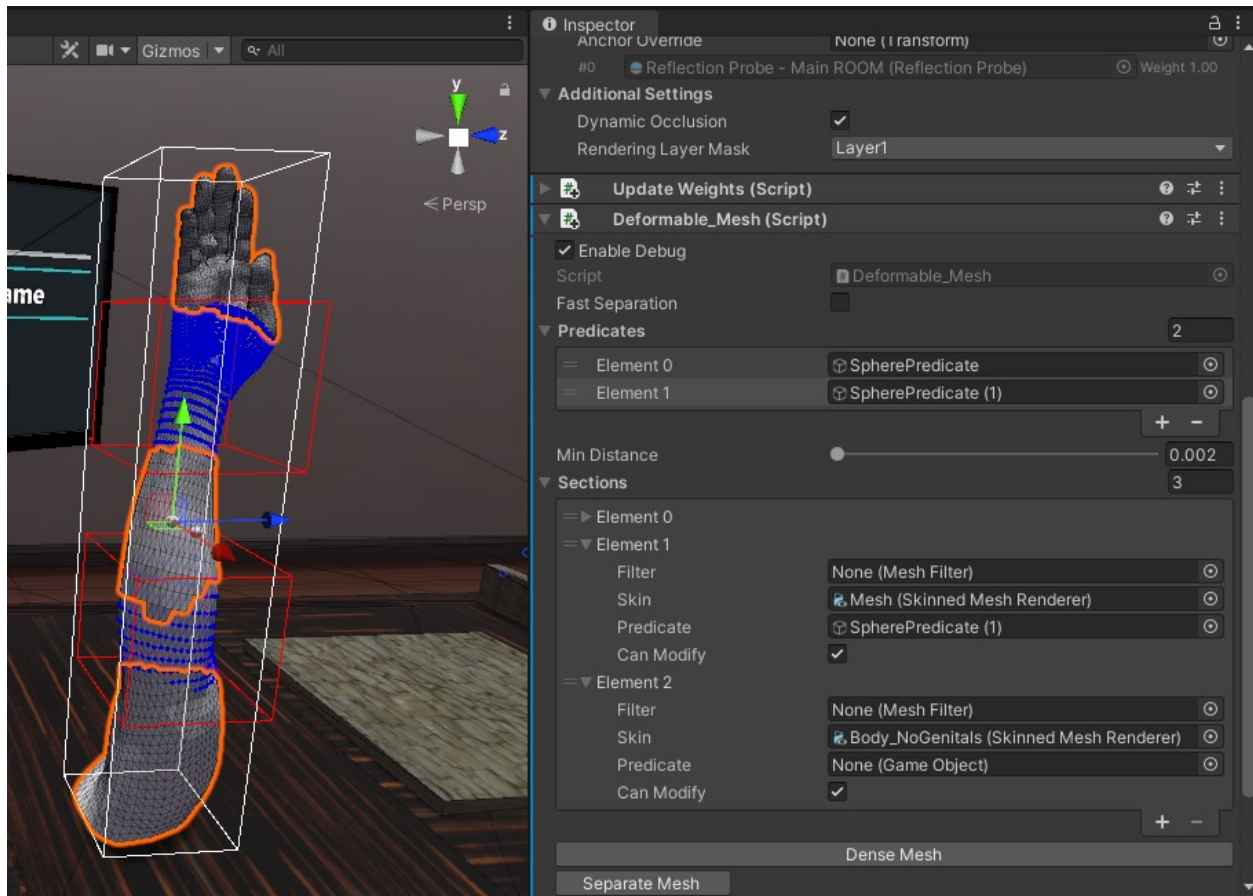 Inspector
Gizmos
All
Anchor Override
None (Transform)
#0
Reflection Probe - Main ROOM (Reflection Probe)
Weight 1.00
Additional Settings
Dynamic Occlusion
Rendering Layer Mask
Layer1
y
z
Persp
ame
Update Weights (Script)
Deformable_Mesh (Script)
Enable Debug
Script
Deformable_Mesh
Fast Separation
Predicates
2
Element 0
SpherePredicate
Element 1
SpherePredicate (1)
Min Distance
0.002
Sections
3
Element 0
Element 1
Filter
None (Mesh Filter)
Skin
Mesh (Skinned Mesh Renderer)
Predicate
SpherePredicate (1)
Can Modify
Element 2
Filter
None (Mesh Filter)
Skin
Body_NoGenitals (Skinned Mesh Renderer)
Predicate
None (Game Object)
Can Modify
Dense Mesh
Separate Mesh